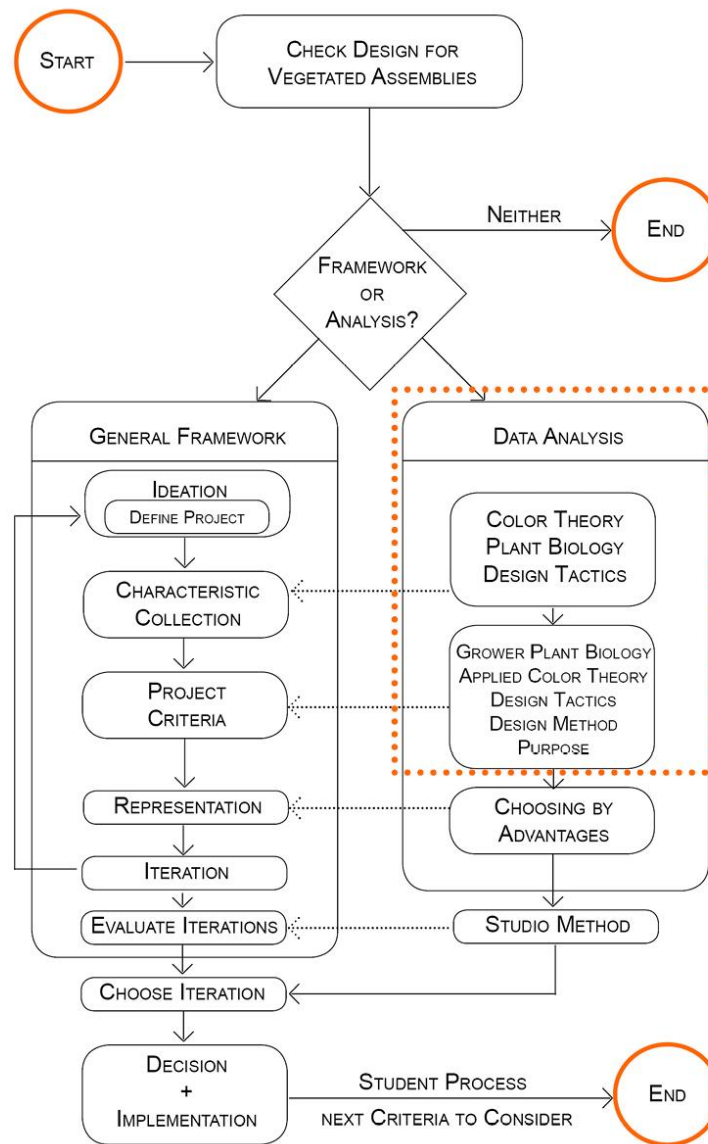 Start
Check Design for
Vegetated Assemblies
Neither
End
Framework
or
Analysis?
General Framework
Data Analysis
Ideation
Define Project
Characteristic
Collection
Project
Criteria
Representation
Iteration
Evaluate Iterations
Color Theory
Plant Biology
Design Tactics
Grower Plant Biology
Applied Color Theory
Design Tactics
Design Method
Purpose
Choosing by
Advantages
Studio Method
Choose Iteration
Decision
+
Implementation
Student Process
next Criteria to Consider
End